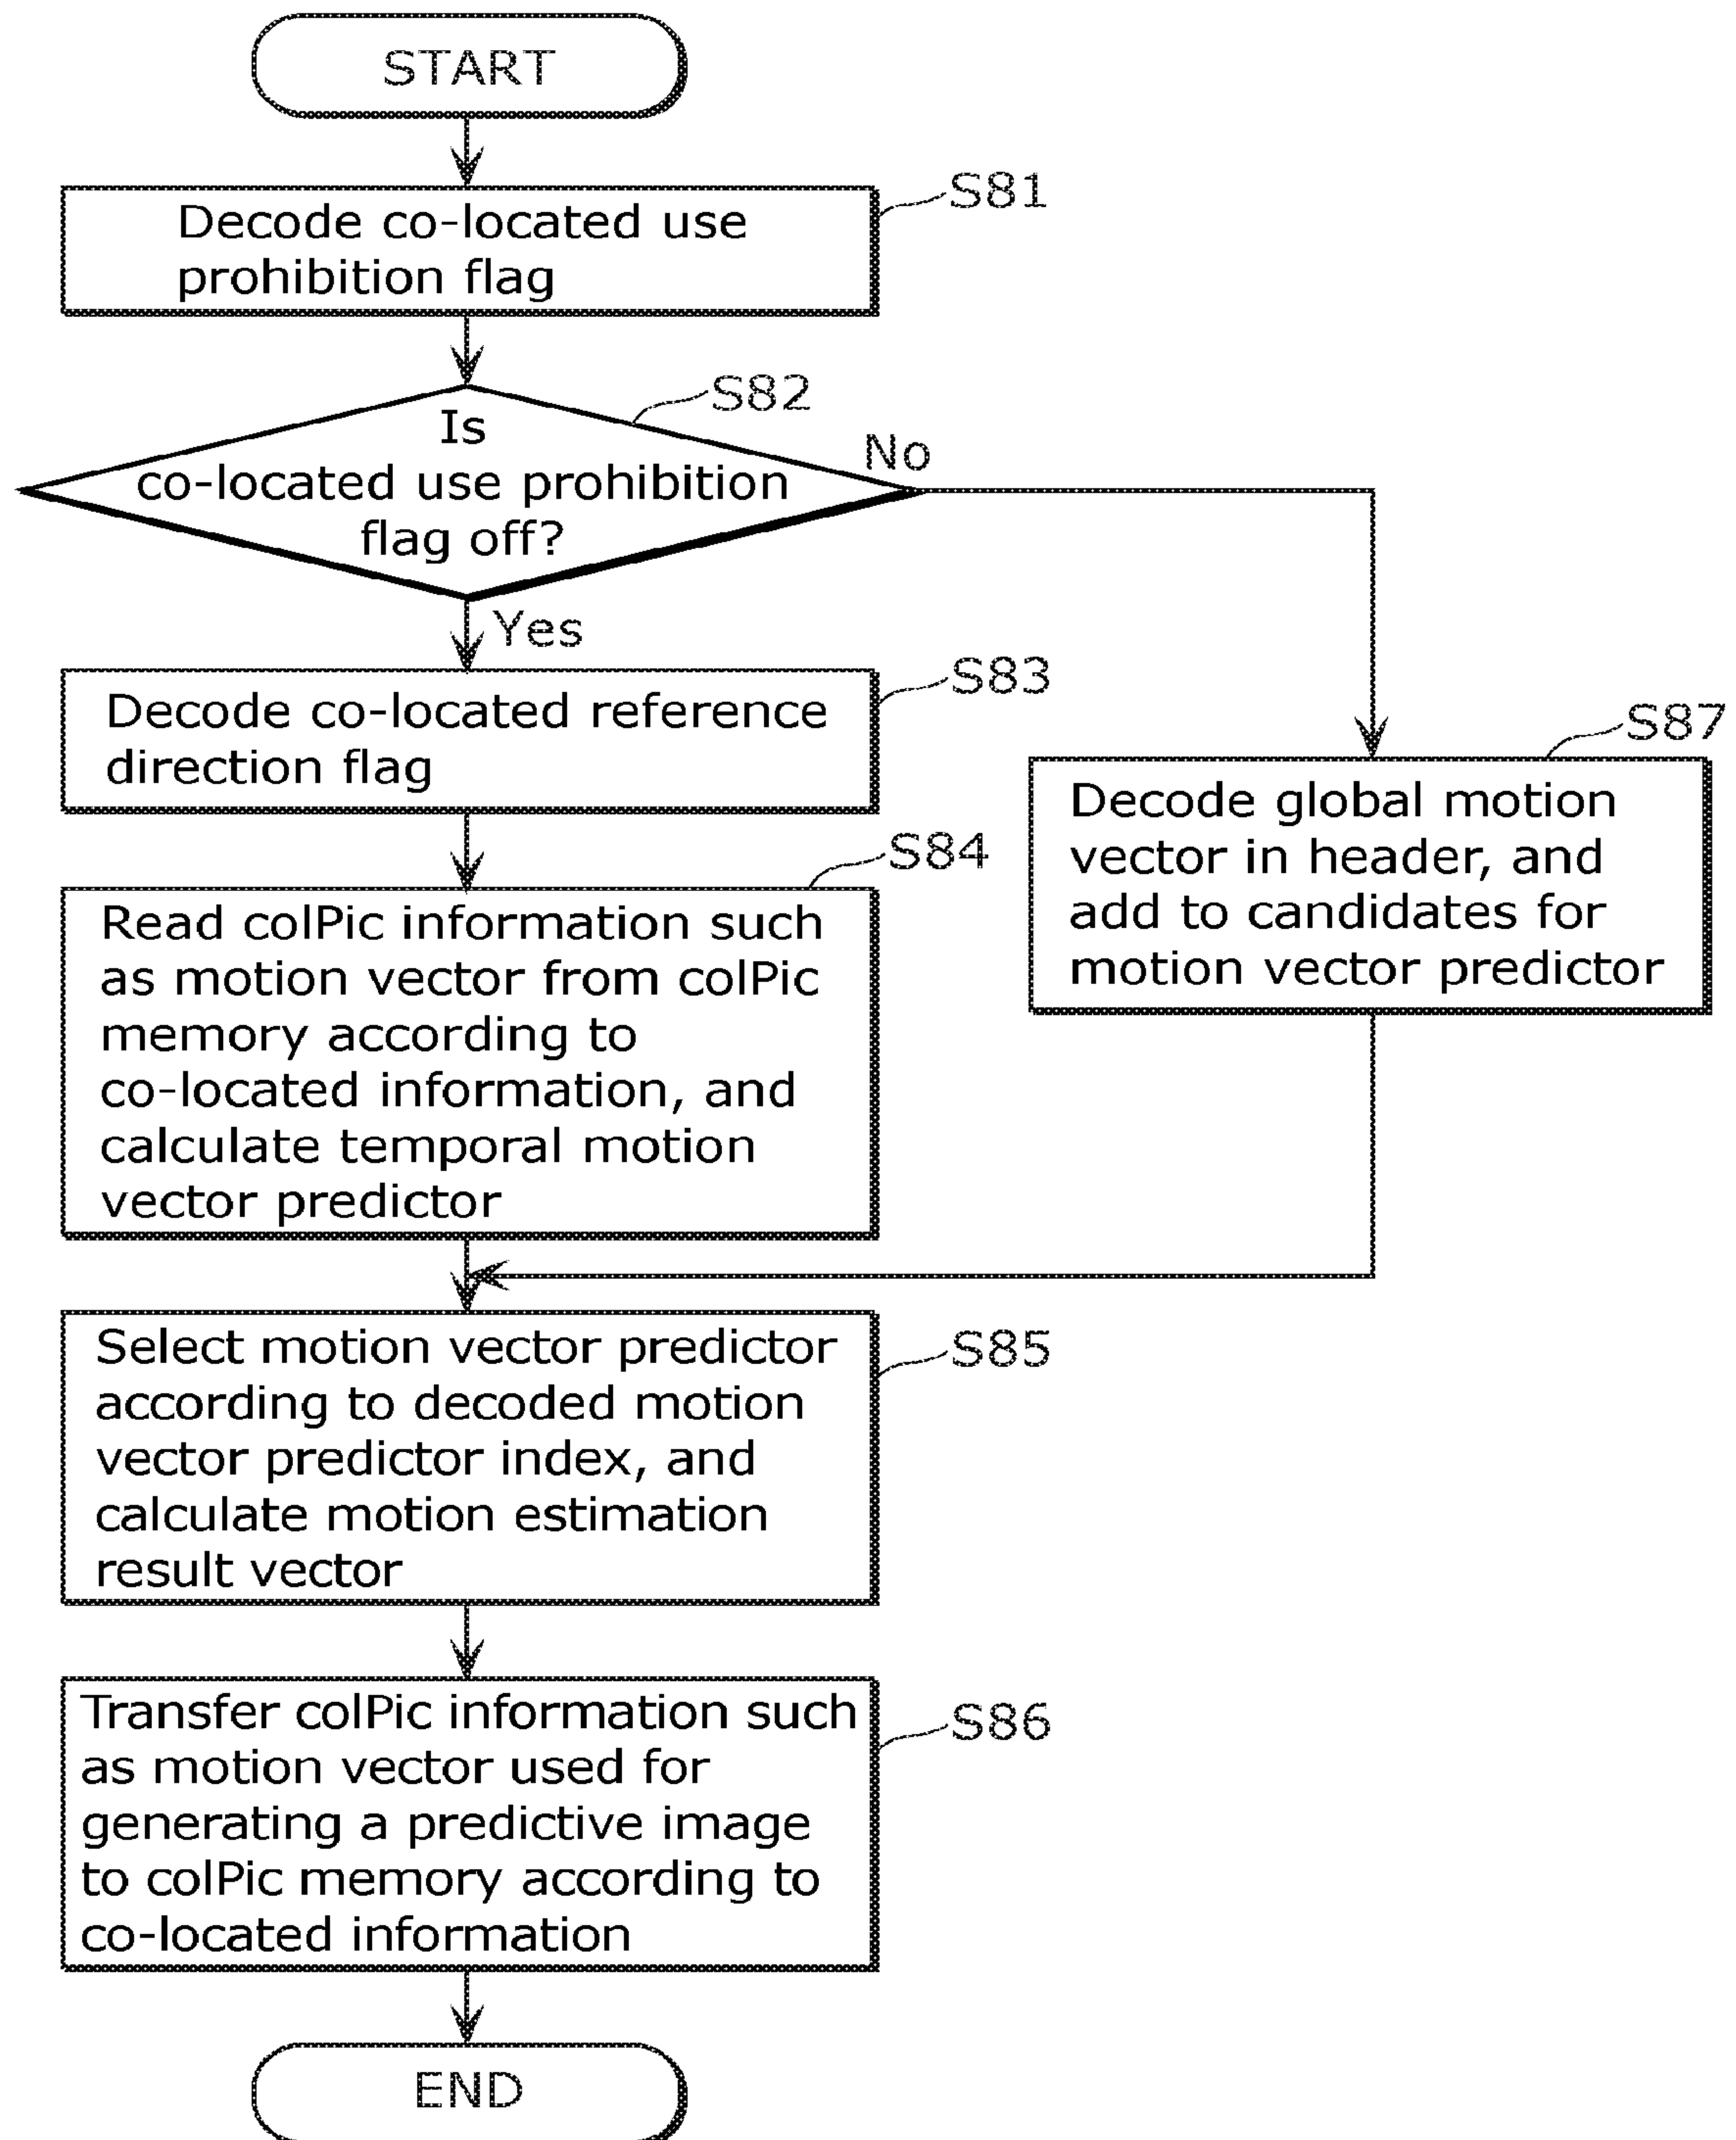 START
S81
Decode co-located use
prohibition flag
S82
Is
co-located use prohibition
flag off?
No
Yes
S83
Decode co-located reference
direction flag
S87
Decode global motion
vector in header, and
add to candidates for
motion vector predictor
S84
Read colPic information such
as motion vector from colPic
memory according to
co-located information, and
calculate temporal motion
vector predictor
S85
Select motion vector predictor
according to decoded motion
vector predictor index, and
calculate motion estimation
result vector
S86
Transfer colPic information such
as motion vector used for
generating a predictive image
to colPic memory according to
co-located information
END